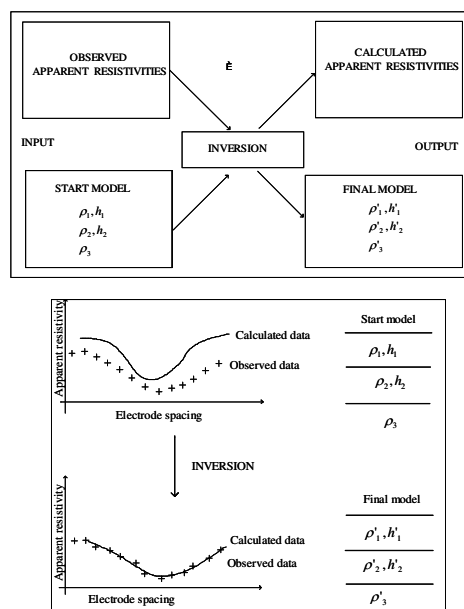 OBSERVED
APPARENT RESISTIVITIES
È
CALCULATED
APPARENT RESISTIVITIES
INPUT
INVERSION
OUTPUT
START MODEL
ρ₁, h₁
ρ₂, h₂
ρ₃
FINAL MODEL
ρ'₁, h'₁
ρ'₂, h'₂
ρ'₃
Apparent resistivity
Calculated data
Observed data
Electrode spacing
Start model
ρ₁, h₁
ρ₂, h₂
ρ₃
INVERSION
Apparent resistivity
Calculated data
Observed data
Electrode spacing
Final model
ρ'₁, h'₁
ρ'₂, h'₂
ρ'₃